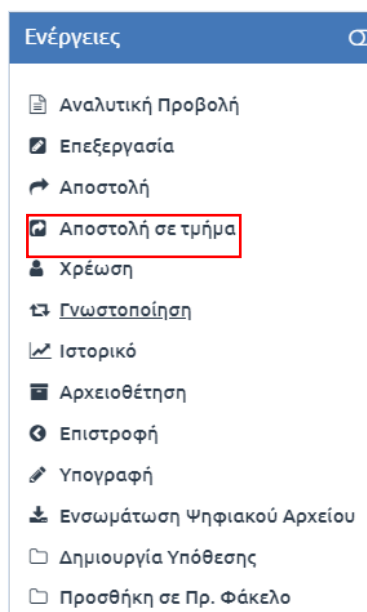 Ενέργειες
Αναλυτική Προβολή
Επεξεργασία
Αποστολή
Αποστολή σε τμήμα
Χρέωση
Γνωστοποίηση
Ιστορικό
Αρχειοθέτηση
Επιστροφή
Υπογραφή
Ενσωμάτωση Ψηφιακού Αρχείου
Δημιουργία Υπόθεσης
Προσθήκη σε Πρ. Φάκελο